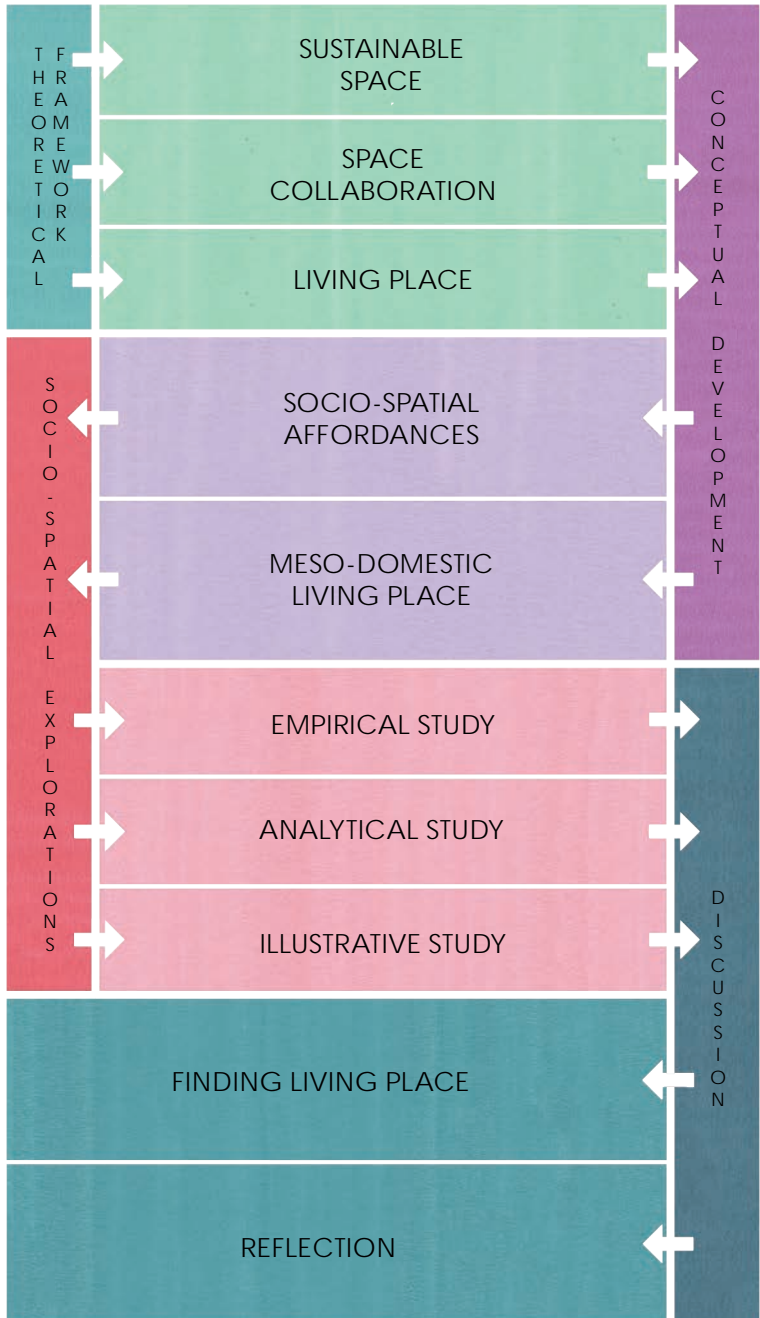 THEORETICAL
FRAMEWORK
SUSTAINABLE
SPACE
SPACE
COLLABORATION
LIVING PLACE
CONCEPTUAL DEVELOPMENT
SOCIO-SPATIAL
AFFORDANCES
MESO-DOMESTIC
LIVING PLACE
SOCIO-SPATIAL EXPLORATIONS
EMPIRICAL STUDY
ANALYTICAL STUDY
ILLUSTRATIVE STUDY
DISCUSSION
FINDING LIVING PLACE
REFLECTION